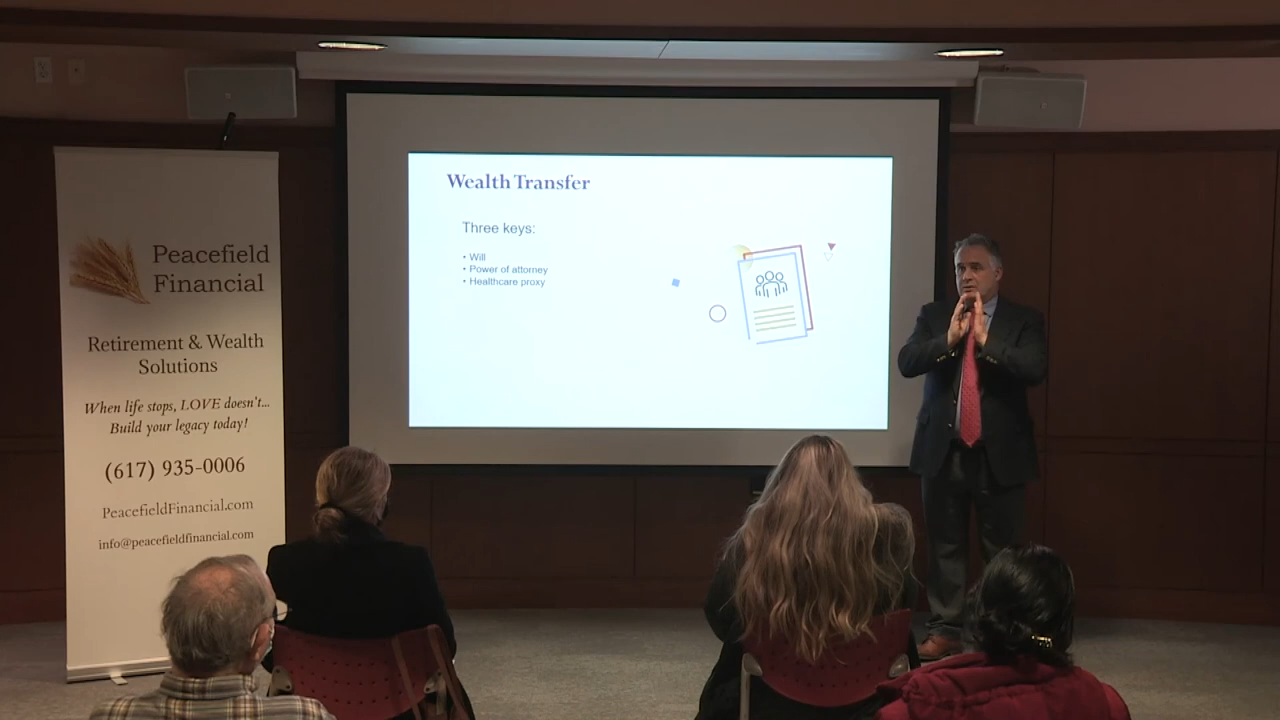 Peacefield
Financial
Retirement & Wealth
Solutions
When life stops, LOVE doesn't...
Build your legacy today!
(617) 935-0006
PeacefieldFinancial.com
info@peacefieldfinancial.com
Wealth Transfer
Three keys:
• Will
• Power of attorney
• Healthcare proxy